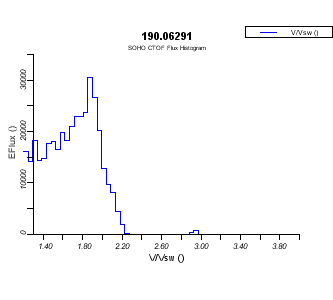 190.06291
V/Vsw ()
SOHO CTOF Flux Histogram
30000
20000
10000
0
EFlux ()
1.40 1.80 2.20 2.60 3.00 3.40 3.80
V/Vsw ()